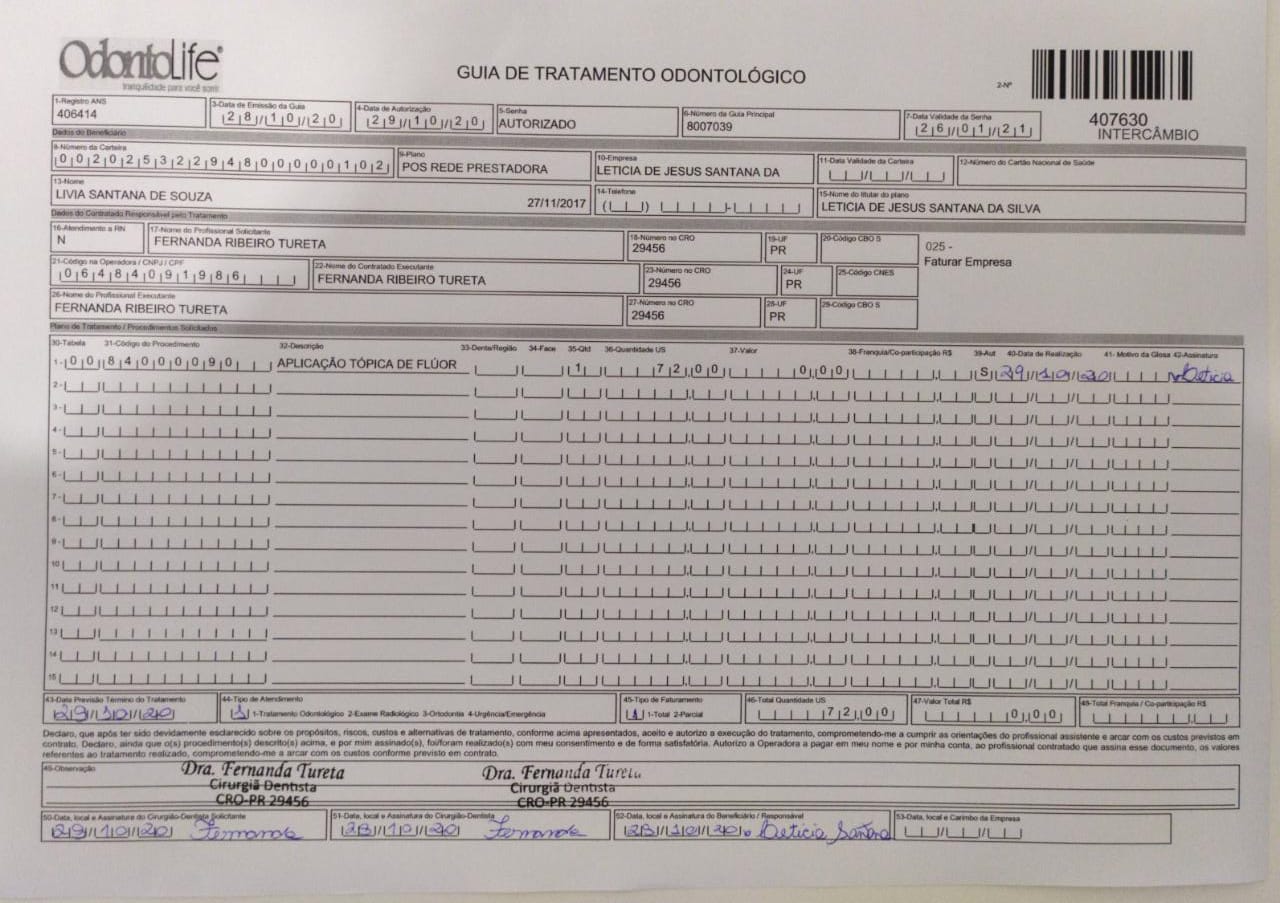 OdontoLife®
tranquilidade para você sorrir
GUIA DE TRATAMENTO ODONTOLÓGICO
2-Nº
407630
INTERCÂMBIO
1-Registro ANS
406414
3-Data de Emissão da Guia
28/10/20
4-Data de Autorização
29/10/20
5-Senha
AUTORIZADO
6-Número da Guia Principal
8007039
7-Data Validade da Senha
26/01/21
Dados do Beneficiário
8-Número da Carteira
00202532294800000102
9-Plano
POS REDE PRESTADORA
10-Empresa
LETICIA DE JESUS SANTANA DA
11-Data Validade da Carteira
12-Número do Cartão Nacional de Saúde
13-Nome
LIVIA SANTANA DE SOUZA 27/11/2017
14-Telefone
15-Nome do titular do plano
LETICIA DE JESUS SANTANA DA SILVA
Dados do Contratado Responsável pelo Tratamento
16-Atendimento a RN
N
17-Nome do Profissional Solicitante
FERNANDA RIBEIRO TURETA
18-Número no CRO
29456
19-UF
PR
20-Código CBO S
025 -
Faturar Empresa
21-Código na Operadora / CNPJ / CPF
06484091986
22-Nome do Contratado Executante
FERNANDA RIBEIRO TURETA
23-Número no CRO
29456
24-UF
PR
25-Código CNES
26-Nome do Profissional Executante
FERNANDA RIBEIRO TURETA
27-Número no CRO
29456
28-UF
PR
29-Código CBO S
Plano de Tratamento / Procedimentos Solicitados
30-Tabela 31-Código do Procedimento 32-Descrição 33-Dente/Região 34-Face 35-Qtd 36-Quantidade US 37-Valor 38-Franquia/Co-participação R$ 39-Aut 40-Data de Realização 41- Motivo da Glosa 42-Assinatura
1- 00 84000090 APLICAÇÃO TÓPICA DE FLÚOR 1 72,00 0,00 S 29/10/20 Leticia
2-
3-
4-
5-
6-
7-
8-
9-
10
11
12
13
14
15
43-Data Previsão Término do Tratamento
29/10/20
44-Tipo de Atendimento
1 1-Tratamento Odontológico 2-Exame Radiológico 3-Ortodontia 4-Urgência/Emergência
45-Tipo de Faturamento
1 1-Total 2-Parcial
46-Total Quantidade US
72,00
47-Valor Total R$
0,00
48-Total Franquia / Co-participação R$
Declaro, que após ter sido devidamente esclarecido sobre os propósitos, riscos, custos e alternativas de tratamento, conforme acima apresentados, aceito e autorizo a execução do tratamento, comprometendo-me a cumprir as orientações do profissional assistente e arcar com os custos previstos em
contrato. Declaro, ainda que o(s) procedimento(s) descrito(s) acima, e por mim assinado(s), foi/foram realizado(s) com meu consentimento e de forma satisfatória. Autorizo a Operadora a pagar em meu nome e por minha conta, ao profissional contratado que assina esse documento, os valores
referentes ao tratamento realizado, comprometendo-me a arcar com os custos conforme previsto em contrato.
49-Observação
Dra. Fernanda Tureta
Cirurgiã Dentista
CRO-PR 29456
Dra. Fernanda Tureta
Cirurgiã Dentista
CRO-PR 29456
50-Data, local e Assinatura do Cirurgião-Dentista Solicitante
29/10/20 Fernanda
51-Data, local e Assinatura do Cirurgião-Dentista
28/10/20 Fernanda
52-Data, local e Assinatura do Beneficiário / Responsável
28/10/20 Leticia Santana
53-Data, local e Carimbo da Empresa